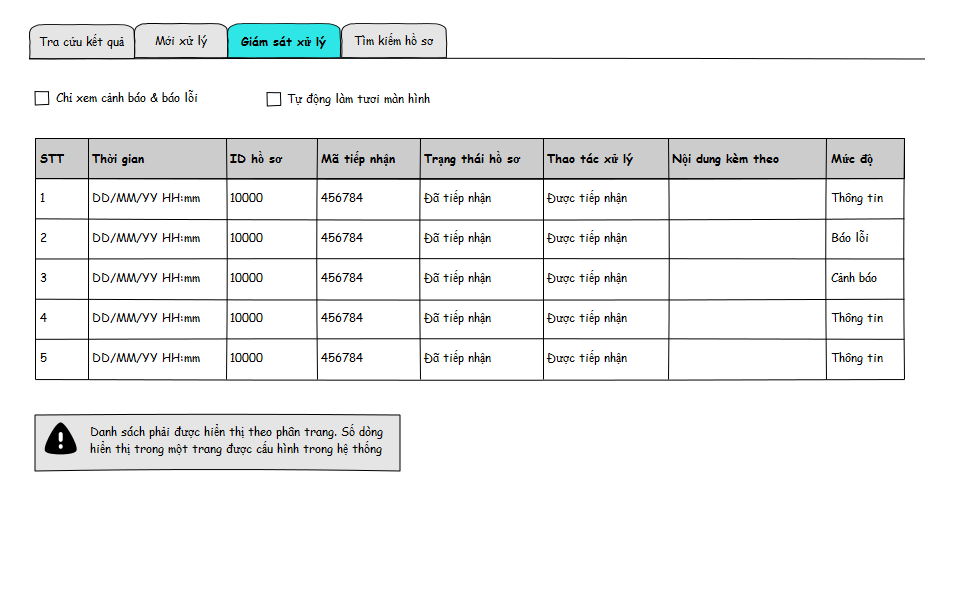 Tra cứu kết quả Mới xử lý Giám sát xử lý Tìm kiếm hồ sơ
Chỉ xem cảnh báo & báo lỗi Tự động làm tươi màn hình
STT Thời gian ID hồ sơ Mã tiếp nhận Trạng thái hồ sơ Thao tác xử lý Nội dung kèm theo Mức độ
1 DD/MM/YY HH:mm 10000 456784 Đã tiếp nhận Được tiếp nhận Thông tin
2 DD/MM/YY HH:mm 10000 456784 Đã tiếp nhận Được tiếp nhận Báo lỗi
3 DD/MM/YY HH:mm 10000 456784 Đã tiếp nhận Được tiếp nhận Cảnh báo
4 DD/MM/YY HH:mm 10000 456784 Đã tiếp nhận Được tiếp nhận Thông tin
5 DD/MM/YY HH:mm 10000 456784 Đã tiếp nhận Được tiếp nhận Thông tin
Danh sách phải được hiển thị theo phân trang. Số dòng
hiển thị trong một trang được cấu hình trong hệ thống